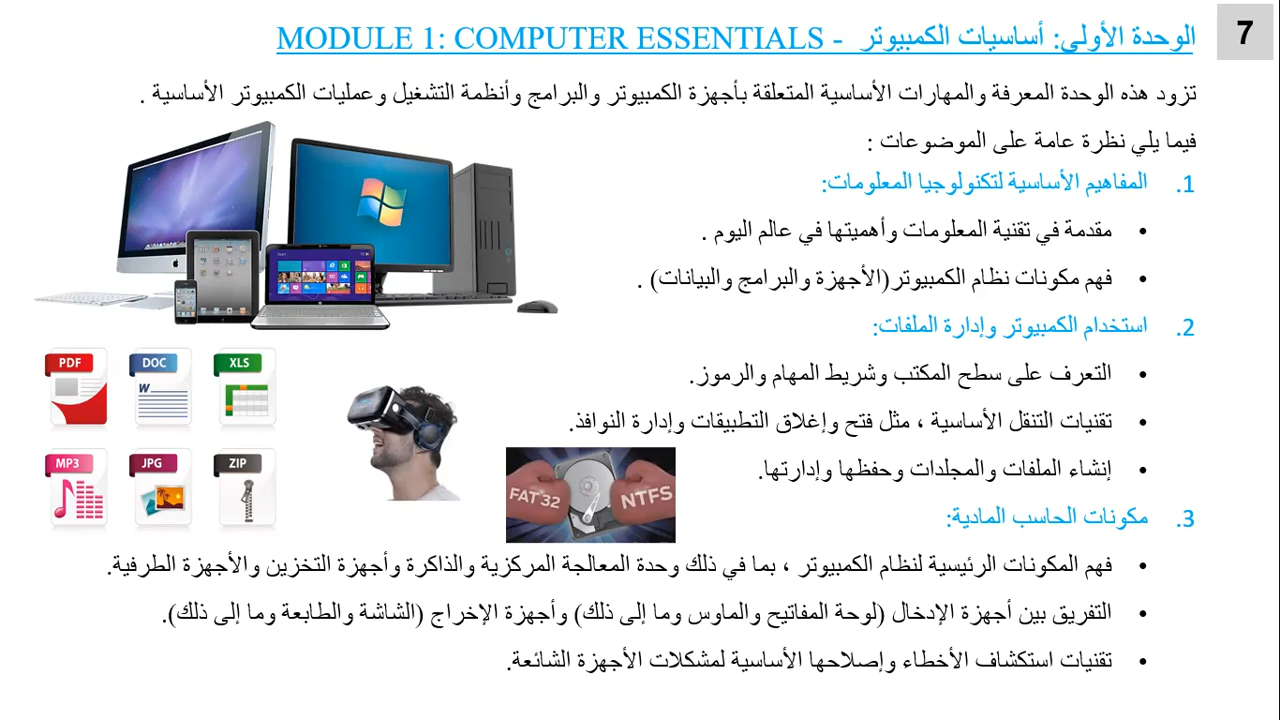 7
الوحدة الأولى: أساسيات الكمبيوتر - MODULE 1: COMPUTER ESSENTIALS
تزود هذه الوحدة المعرفة والمهارات الأساسية المتعلقة بأجهزة الكمبيوتر والبرامج وأنظمة التشغيل وعمليات الكمبيوتر الأساسية .
فيما يلي نظرة عامة على الموضوعات :
1. المفاهيم الأساسية لتكنولوجيا المعلومات:
• مقدمة في تقنية المعلومات وأهميتها في عالم اليوم .
• فهم مكونات نظام الكمبيوتر(الأجهزة والبرامج والبيانات) .
2. استخدام الكمبيوتر وإدارة الملفات:
• التعرف على سطح المكتب وشريط المهام والرموز.
• تقنيات التنقل الأساسية ، مثل فتح وإغلاق التطبيقات وإدارة النوافذ.
• إنشاء الملفات والمجلدات وحفظها وإدارتها.
3. مكونات الحاسب المادية:
• فهم المكونات الرئيسية لنظام الكمبيوتر ، بما في ذلك وحدة المعالجة المركزية والذاكرة وأجهزة التخزين والأجهزة الطرفية.
• التفريق بين أجهزة الإدخال (لوحة المفاتيح والماوس وما إلى ذلك) وأجهزة الإخراج (الشاشة والطابعة وما إلى ذلك).
• تقنيات استكشاف الأخطاء وإصلاحها الأساسية لمشكلات الأجهزة الشائعة.
Start
PDF DOC XLS
W
MP3 JPG ZIP
FAT 32 NTFS